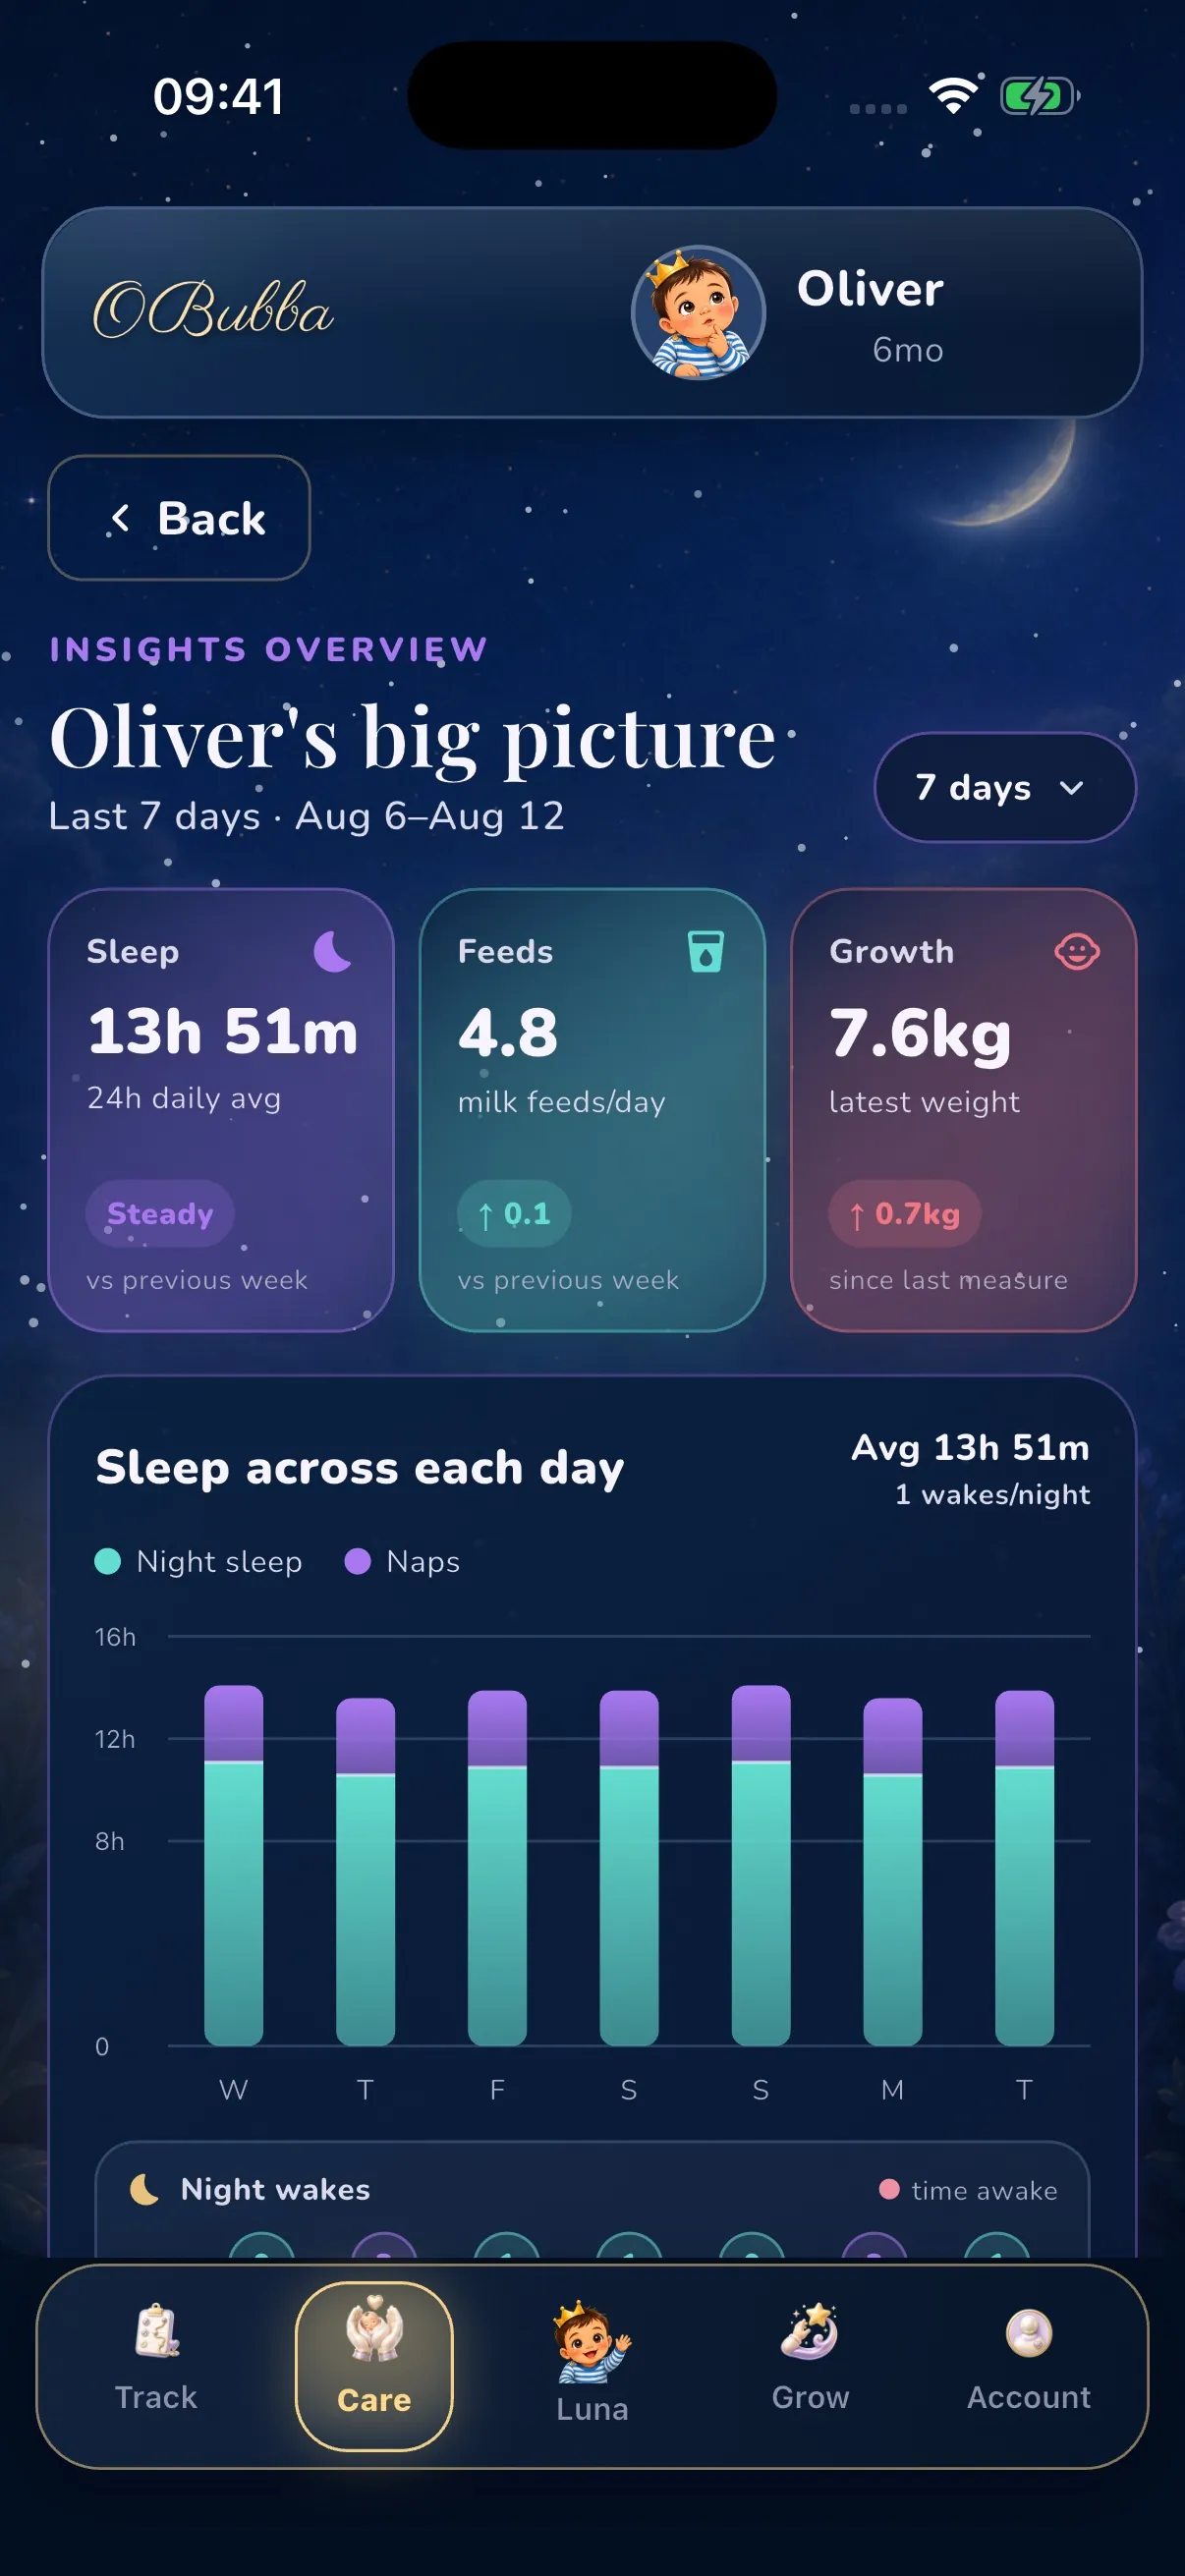 09:41
OBubba
Oliver
6mo
Back
INSIGHTS OVERVIEW
Oliver's big picture
Last 7 days · Aug 6–Aug 12
7 days
Sleep
13h 51m
24h daily avg
Steady
vs previous week
Feeds
4.8
milk feeds/day
↑ 0.1
vs previous week
Growth
7.6kg
latest weight
↑ 0.7kg
since last measure
Sleep across each day
Avg 13h 51m
1 wakes/night
Night sleep
Naps
16h
12h
8h
0
W T F S S M T
Night wakes
time awake
Track
Care
Luna
Grow
Account